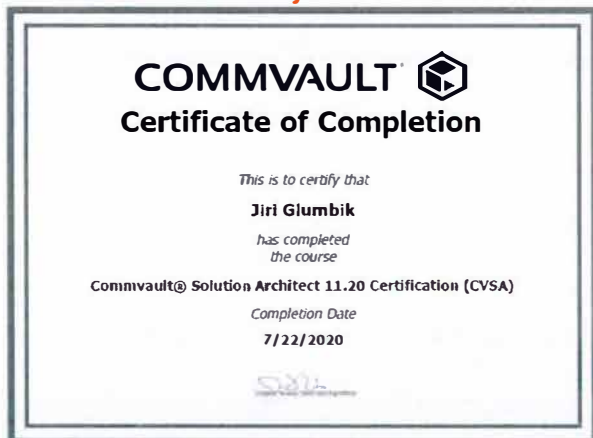 COMMVAULT
Certificate of Completion
This is to certify that
Jiri Glumbik
has completed
the course
Commvault® Solution Architect 11.20 Certification (CVSA)
Completion Date
7/22/2020